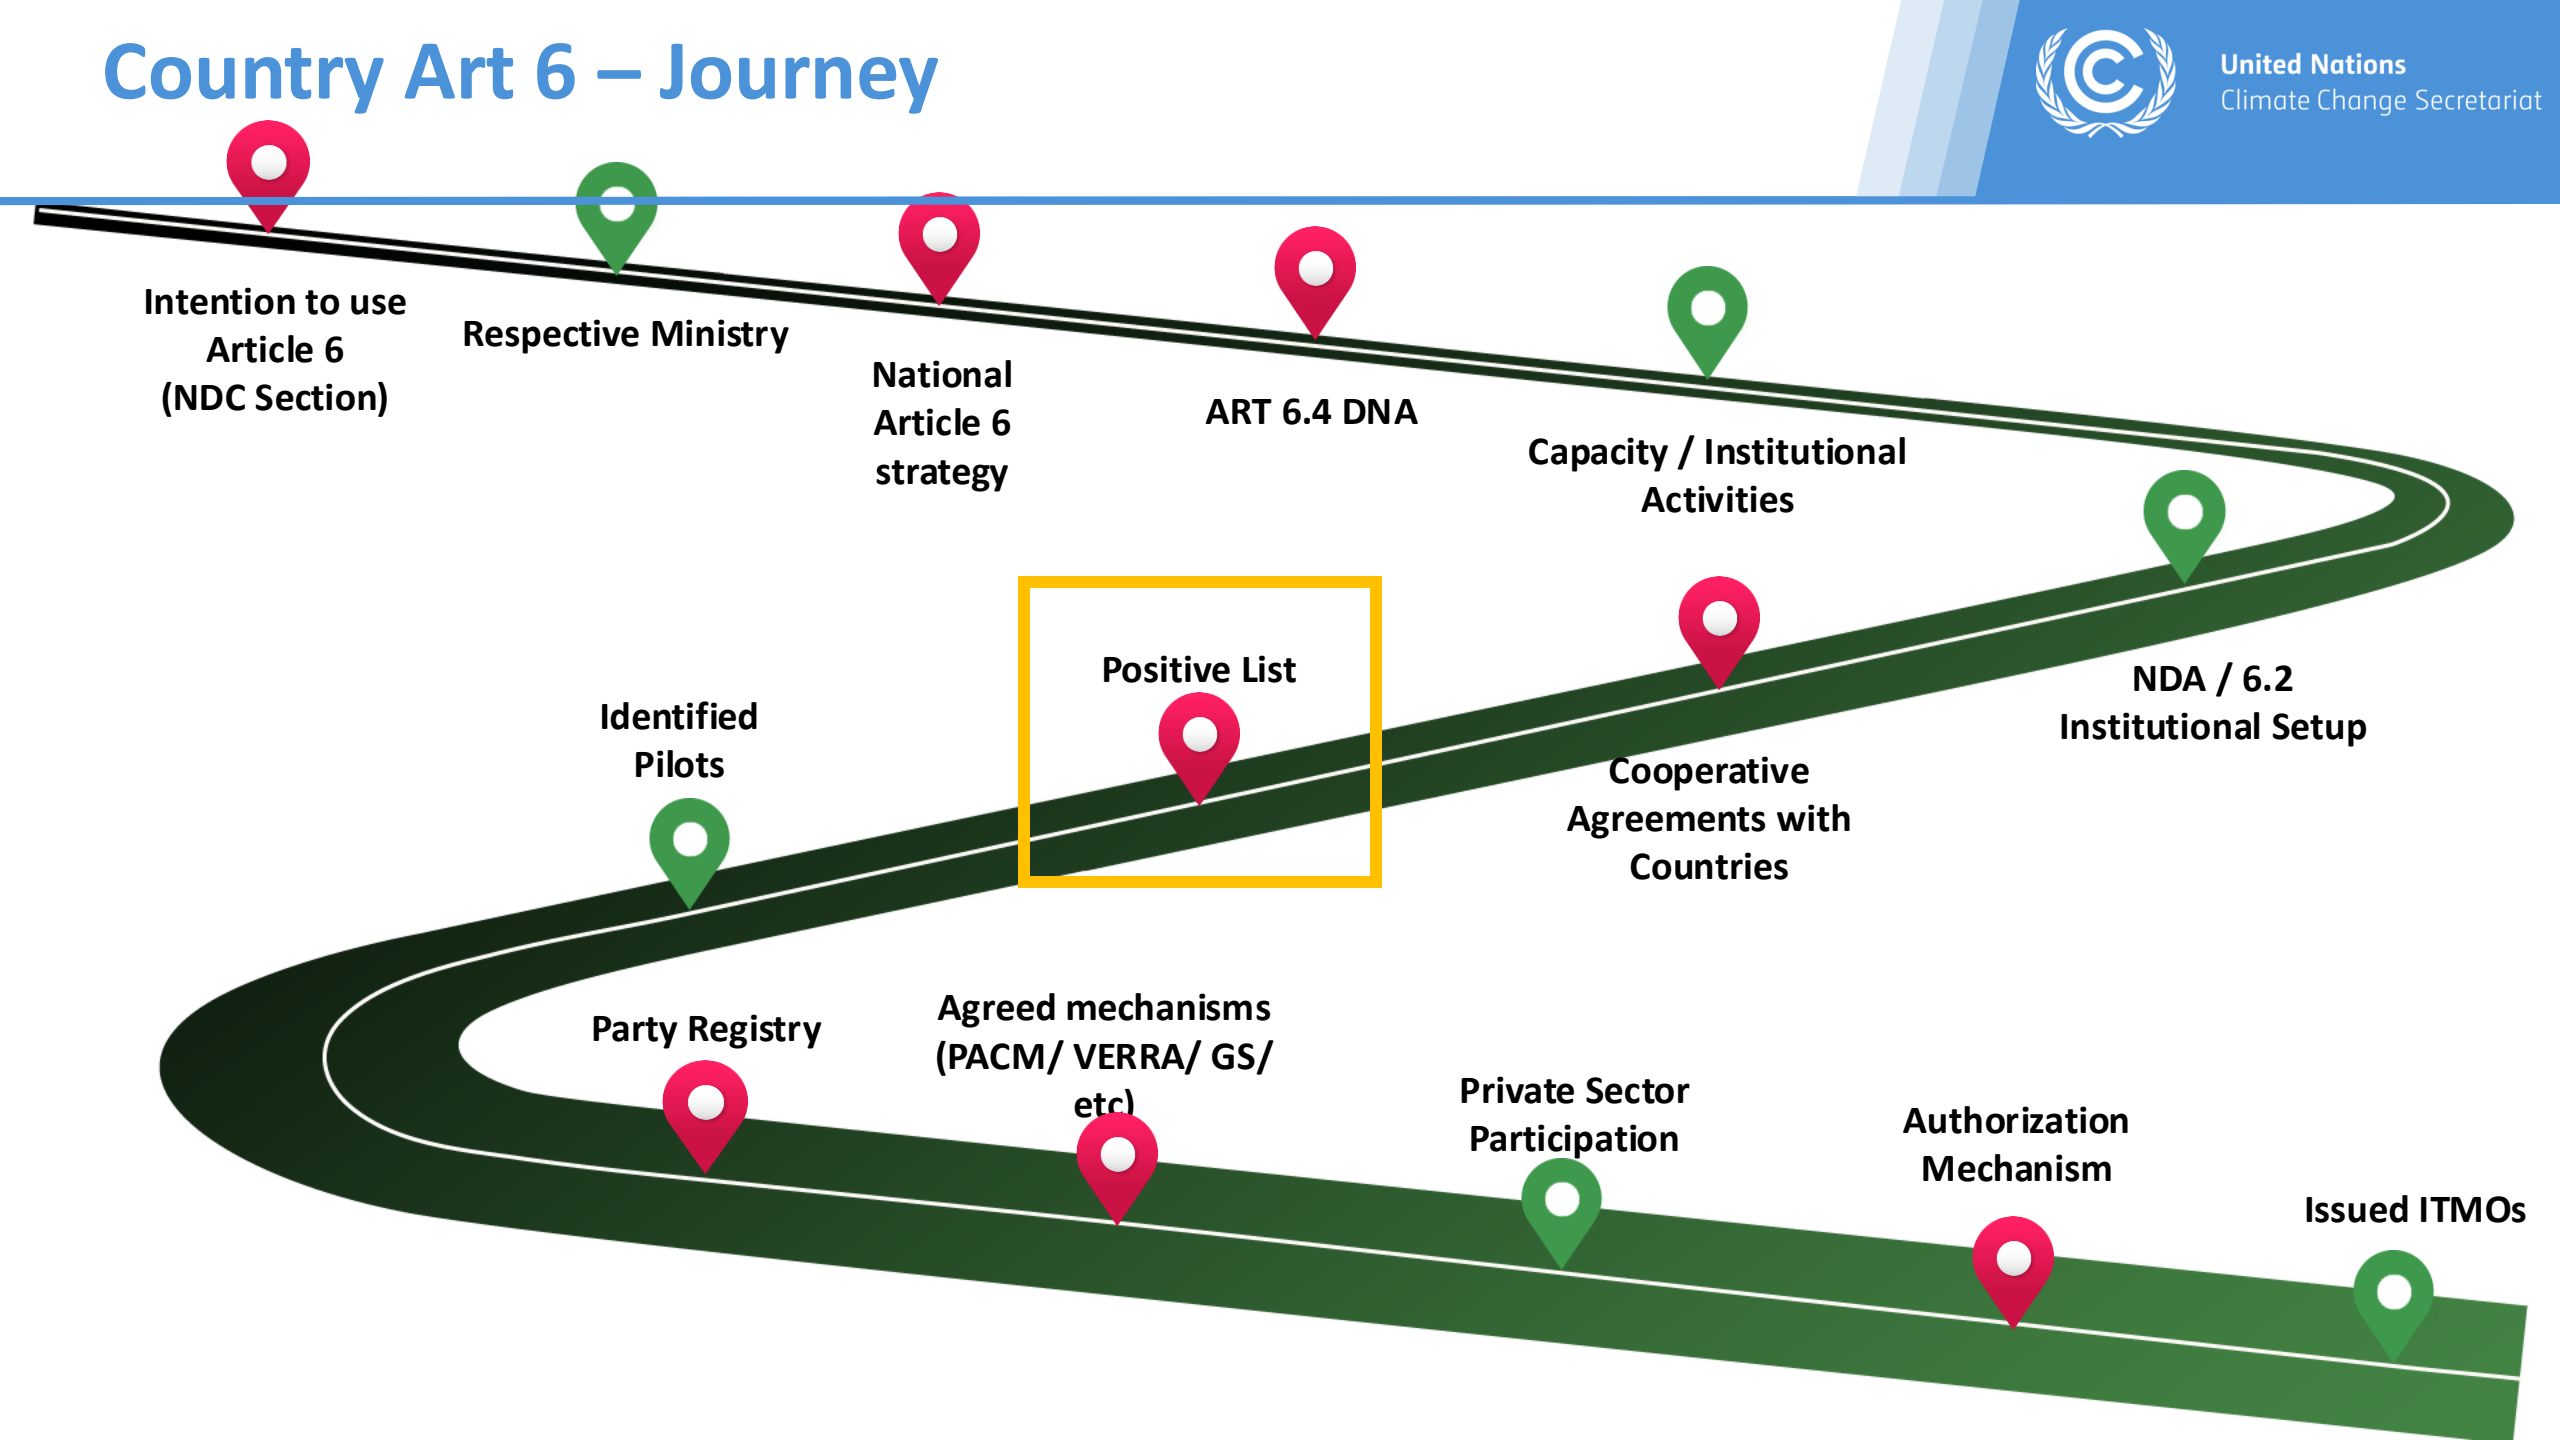 Country Art 6 – Journey
United Nations
Climate Change Secretariat
Intention to use
Article 6
(NDC Section)
Respective Ministry
National
Article 6
strategy
ART 6.4 DNA
Capacity / Institutional
Activities
NDA / 6.2
Institutional Setup
Cooperative
Agreements with
Countries
Positive List
Identified
Pilots
Party Registry
Agreed mechanisms
(PACM/ VERRA/ GS/
etc)
Private Sector
Participation
Authorization
Mechanism
Issued ITMOs